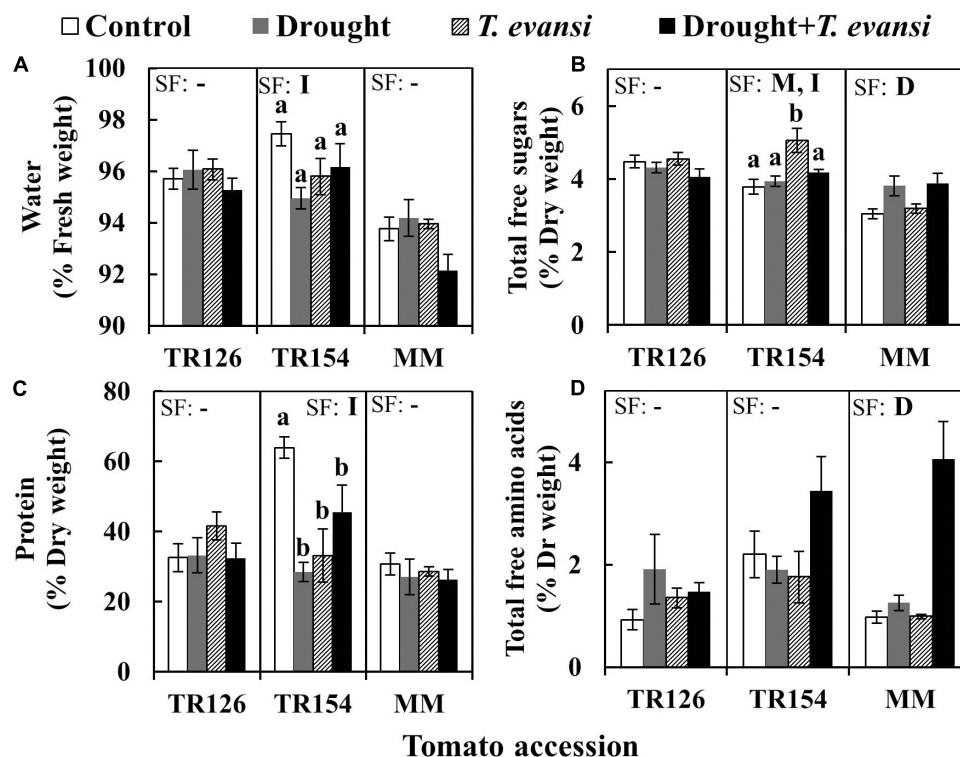 Control Drought T. evansi Drought+T. evansi
A
Water
(% Fresh weight)
100
98
96
94
92
90
SF: -
SF: I
SF: -
a
a
a
a
TR126 TR154 MM
B
Total free sugars
(% Dry weight)
6
4
2
0
SF: -
SF: M, I
SF: D
a
a
b
a
TR126 TR154 MM
C
Protein
(% Dry weight)
80
60
40
20
0
SF: -
SF: I
SF: -
a
b
b
b
TR126 TR154 MM
D
Total free amino acids
(% Dr weight)
4
2
0
SF: -
SF: -
SF: D
TR126 TR154 MM
Tomato accession